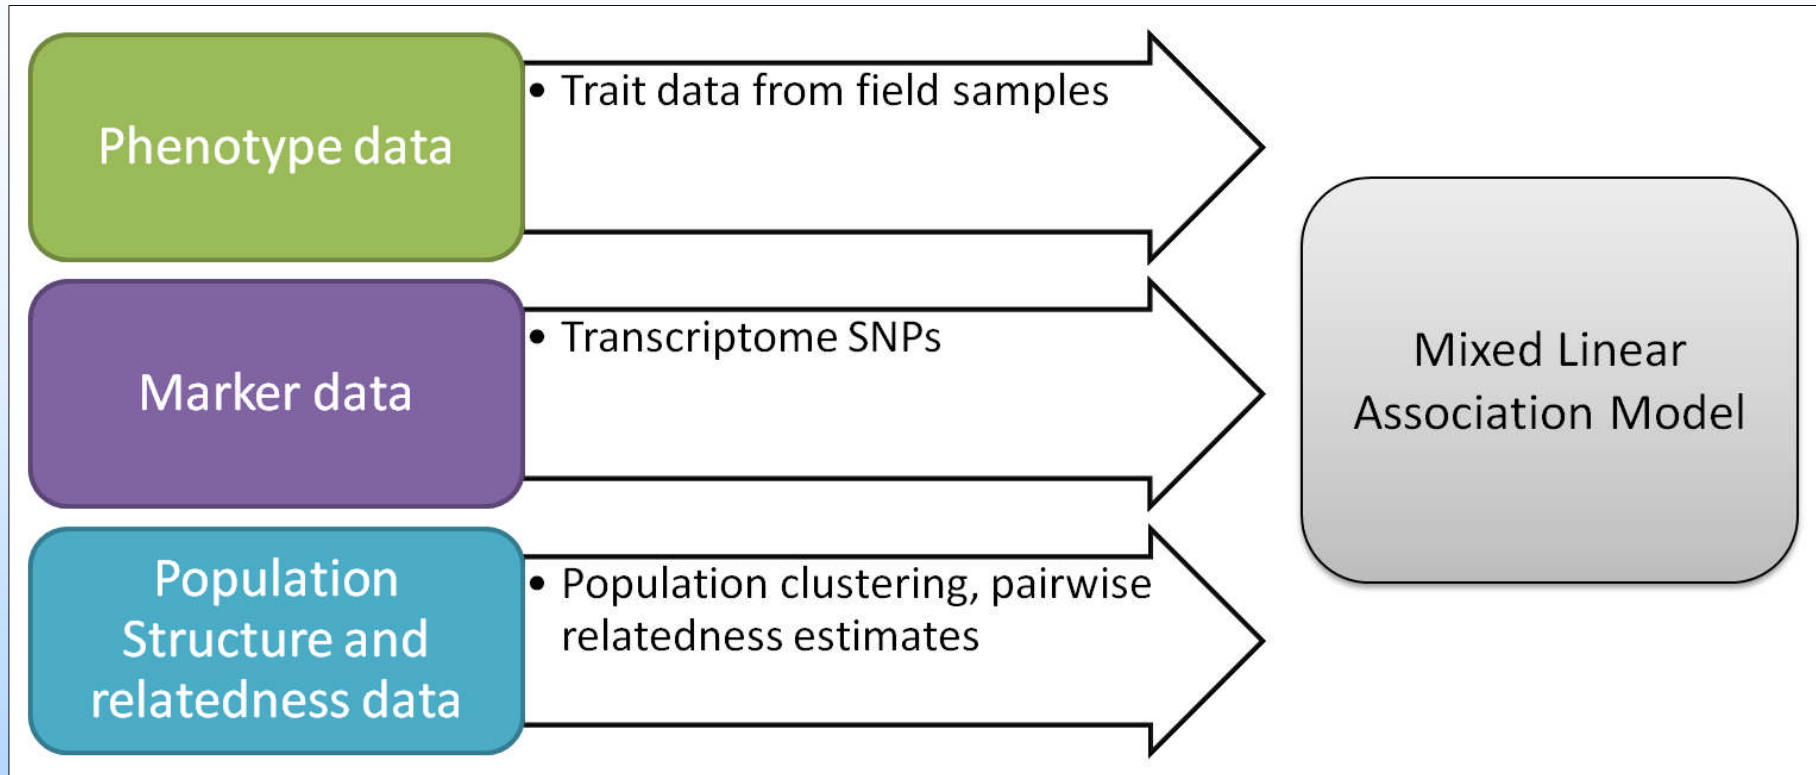 Phenotype data
• Trait data from field samples
Marker data
• Transcriptome SNPs
Population
Structure and
relatedness data
• Population clustering, pairwise
relatedness estimates
Mixed Linear
Association Model